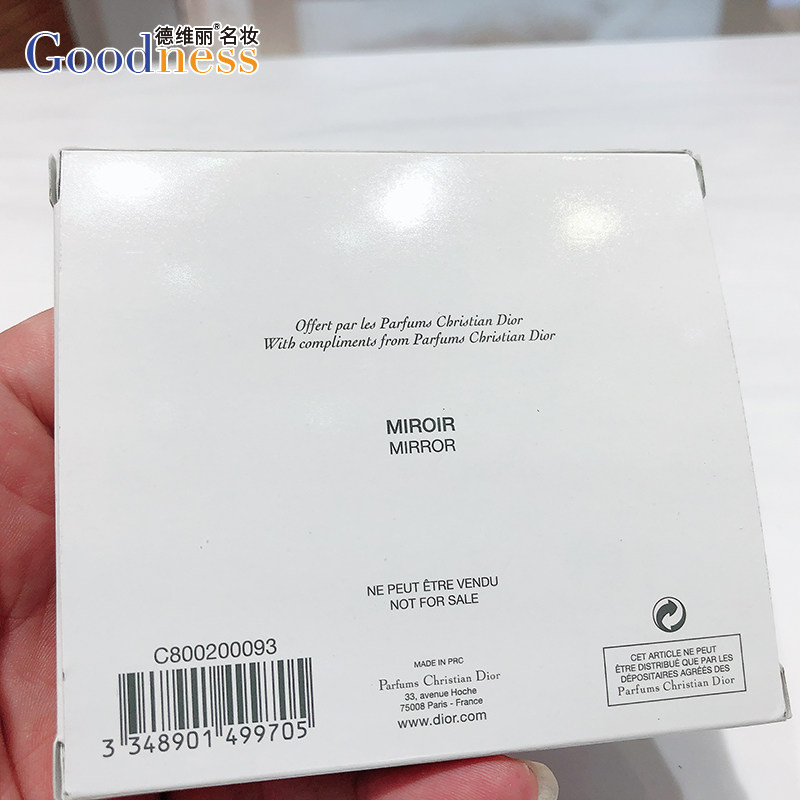 德维丽®名妆
Goodness
Offert par les Parfums Christian Dior
With compliments from Parfums Christian Dior
MIROiR
MIRROR
NE PEUT ÊTRE VENDU
NOT FOR SALE
C800200093
3 348901 499705
MADE IN PRC
Parfums Christian Dior
33, avenue Hoche
75008 Paris - France
www.dior.com
CET ARTICLE NE PEUT
ÊTRE DISTRIBUÉ QUE PAR LES
DÉPOSITAIRES AGRÉÉS DES
Parfums Christian Dior